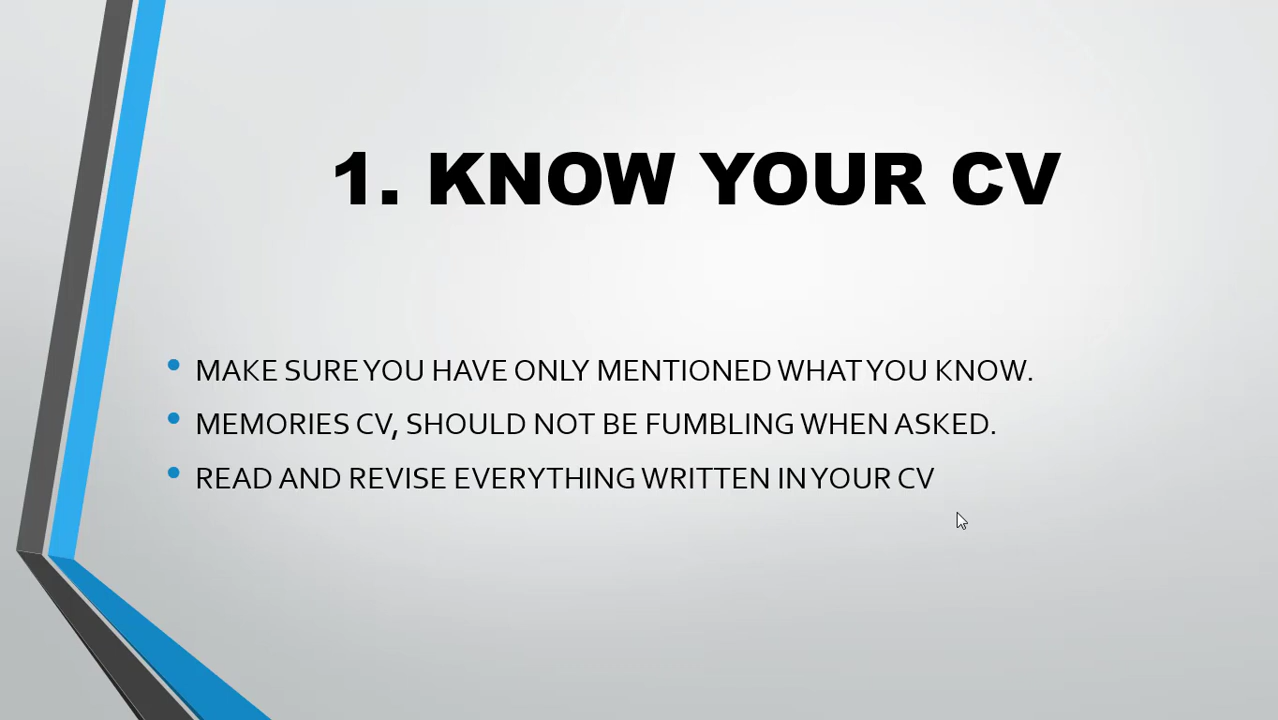 1. KNOW YOUR CV
MAKE SURE YOU HAVE ONLY MENTIONED WHAT YOU KNOW.
MEMORIES CV, SHOULD NOT BE FUMBLING WHEN ASKED.
READ AND REVISE EVERYTHING WRITTEN IN YOUR CV